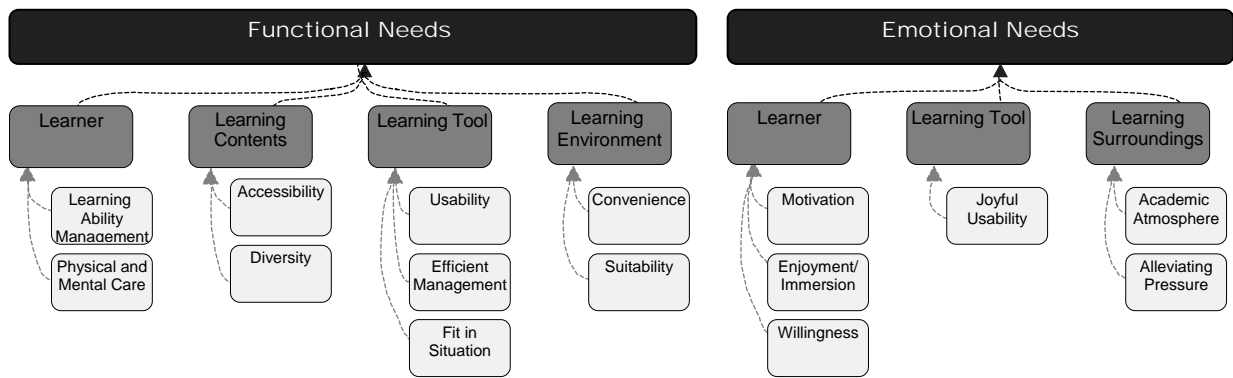 Functional Needs
Emotional Needs
Learner
Learning
Contents
Learning Tool
Learning
Environment
Learner
Learning Tool
Learning
Surroundings
Learning
Ability
Management
Physical and
Mental Care
Accessibility
Diversity
Usability
Efficient
Management
Fit in
Situation
Convenience
Suitability
Motivation
Enjoyment/
Immersion
Willingness
Joyful
Usability
Academic
Atmosphere
Alleviating
Pressure